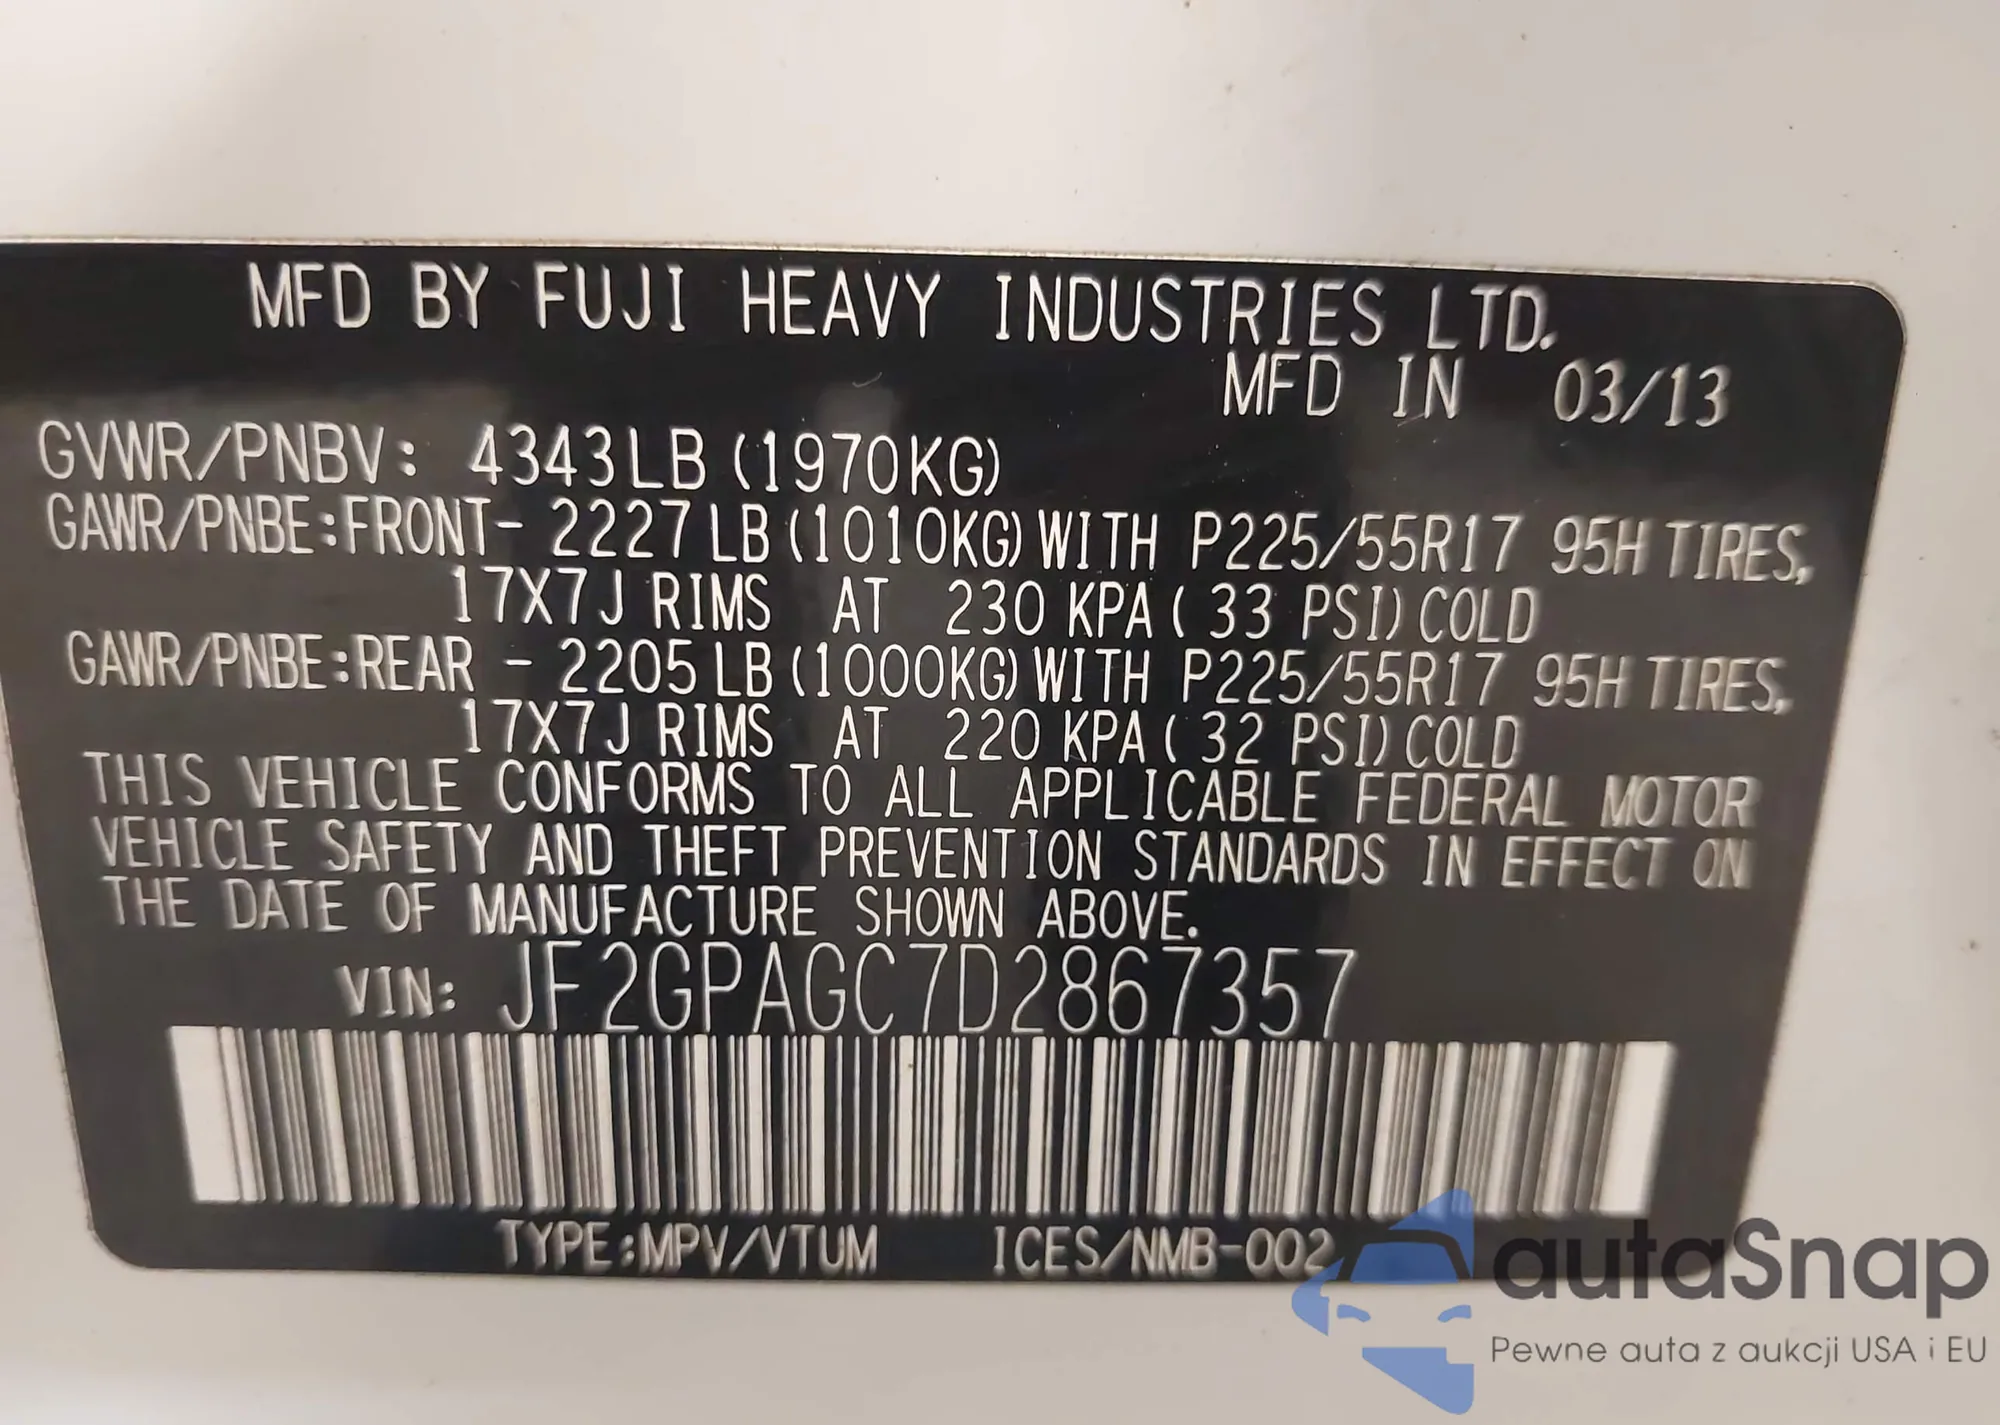 MFD BY FUJI HEAVY INDUSTRIES LTD.
MFD IN 03/13
GVWR/PNBV: 4343LB (1970KG)
GAWR/PNBE:FRONT- 2227LB (1010KG) WITH P225/55R17 95H TIRES,
17X7J RIMS AT 230 KPA ( 33 PSI) COLD
GAWR/PNBE:REAR - 2205LB (1000KG) WITH P225/55R17 95H TIRES,
17X7J RIMS AT 220 KPA ( 32 PSI) COLD
THIS VEHICLE CONFORMS TO ALL APPLICABLE FEDERAL MOTOR
VEHICLE SAFETY AND THEFT PREVENTION STANDARDS IN EFFECT ON
THE DATE OF MANUFACTURE SHOWN ABOVE.
VIN: JF2GPAGC7D2867357
TYPE:MPV/VTUM ICES/NMB-002
autaSnap
Pewne auta z aukcji USA i EU